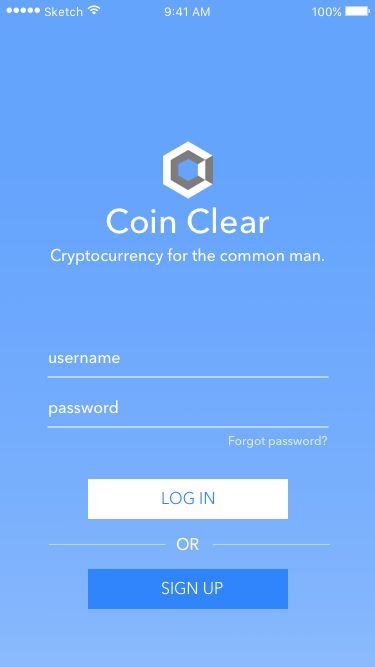 Sketch 9:41 AM 100%
Coin Clear
Cryptocurrency for the common man.
username
password
Forgot password?
LOG IN
OR
SIGN UP